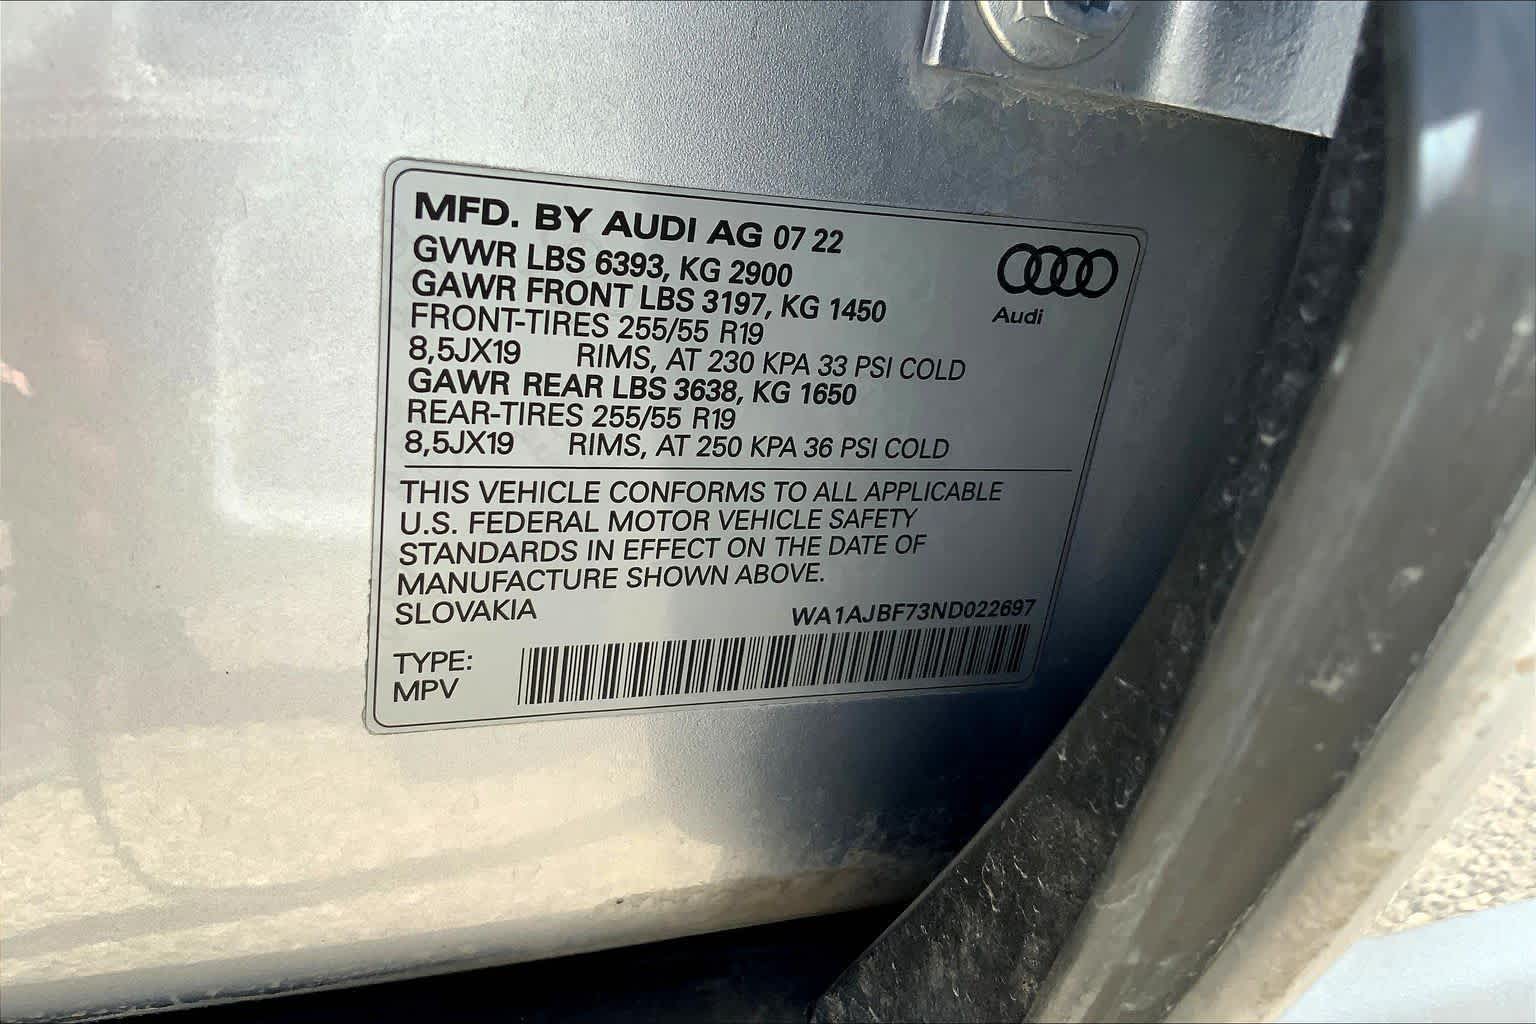 MFD. BY AUDI AG 07 22
GVWR LBS 6393, KG 2900
GAWR FRONT LBS 3197, KG 1450
FRONT-TIRES 255/55 R19
8,5JX19 RIMS, AT 230 KPA 33 PSI COLD
GAWR REAR LBS 3638, KG 1650
REAR-TIRES 255/55 R19
8,5JX19 RIMS, AT 250 KPA 36 PSI COLD
Audi
THIS VEHICLE CONFORMS TO ALL APPLICABLE
U.S. FEDERAL MOTOR VEHICLE SAFETY
STANDARDS IN EFFECT ON THE DATE OF
MANUFACTURE SHOWN ABOVE.
SLOVAKIA WA1AJBF73ND022697
TYPE:
MPV